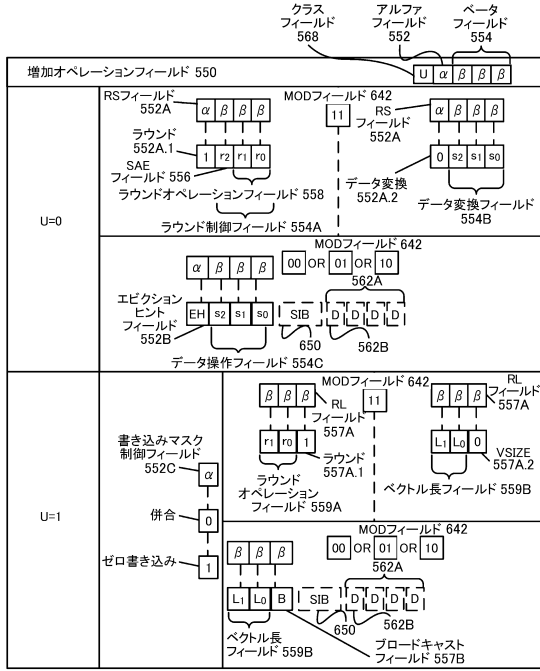 クラス
フィールド
568
アルファ
フィールド
552
ベータ
フィールド
554
増加オペレーションフィールド 550
U α β β β
U=0
RSフィールド
552A
α β β β
MODフィールド 642
11
RS
フィールド
552A
α β β β
ラウンド
552A.1
1 r2 r1 r0
SAE
フィールド 556
ラウンドオペレーションフィールド 558
ラウンド制御フィールド 554A
0 s2 s1 s0
データ変換
552A.2
データ変換フィールド
554B
MODフィールド 642
00 OR 01 OR 10
α β β β
562A
エビクション
ヒント
フィールド
552B
EH s2 s1 s0
SIB
D D D D
650
562B
データ操作フィールド 554C
U=1
書き込みマスク
制御フィールド
552C
α
併合
0
ゼロ書き込み
1
MODフィールド 642
11
β β β
RL
フィールド
557A
β β β
RL
フィールド
557A
r1 r0 1
ラウンド
557A.1
ラウンド
オペレーション
フィールド 559A
L1 L0 0
VSIZE
557A.2
ベクトル長フィールド 559B
MODフィールド 642
00 OR 01 OR 10
β β β
562A
L1 L0 B
SIB
D D D D
650
562B
ベクトル長
フィールド
559B
ブロードキャスト
フィールド 557B